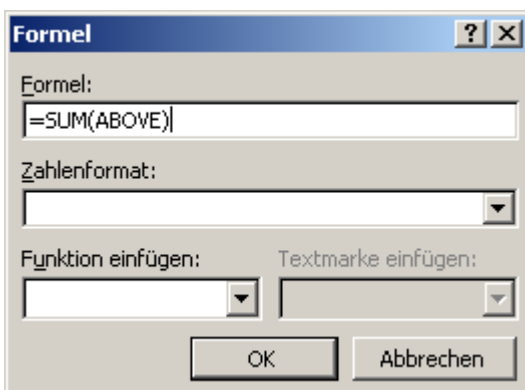 Formel
Formel:
=SUM(ABOVE)
Zahlenformat:
Funktion einfügen: Textmarke einfügen:
OK Abbrechen